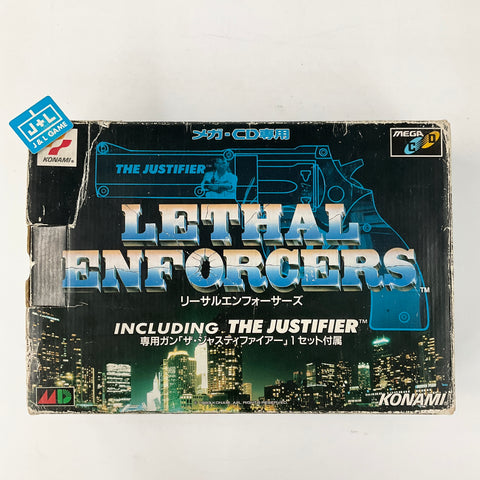 J&L
J&L GAME
KONAMI
メガ-CD専用
MEGA
CD
THE JUSTIFIER
LETHAL
ENFORCERS™
リーサルエンフォーサーズ
INCLUDING THE JUSTIFIER™
専用ガン「ザ・ジャスティファイアー」1セット付属
MD
KONAMI